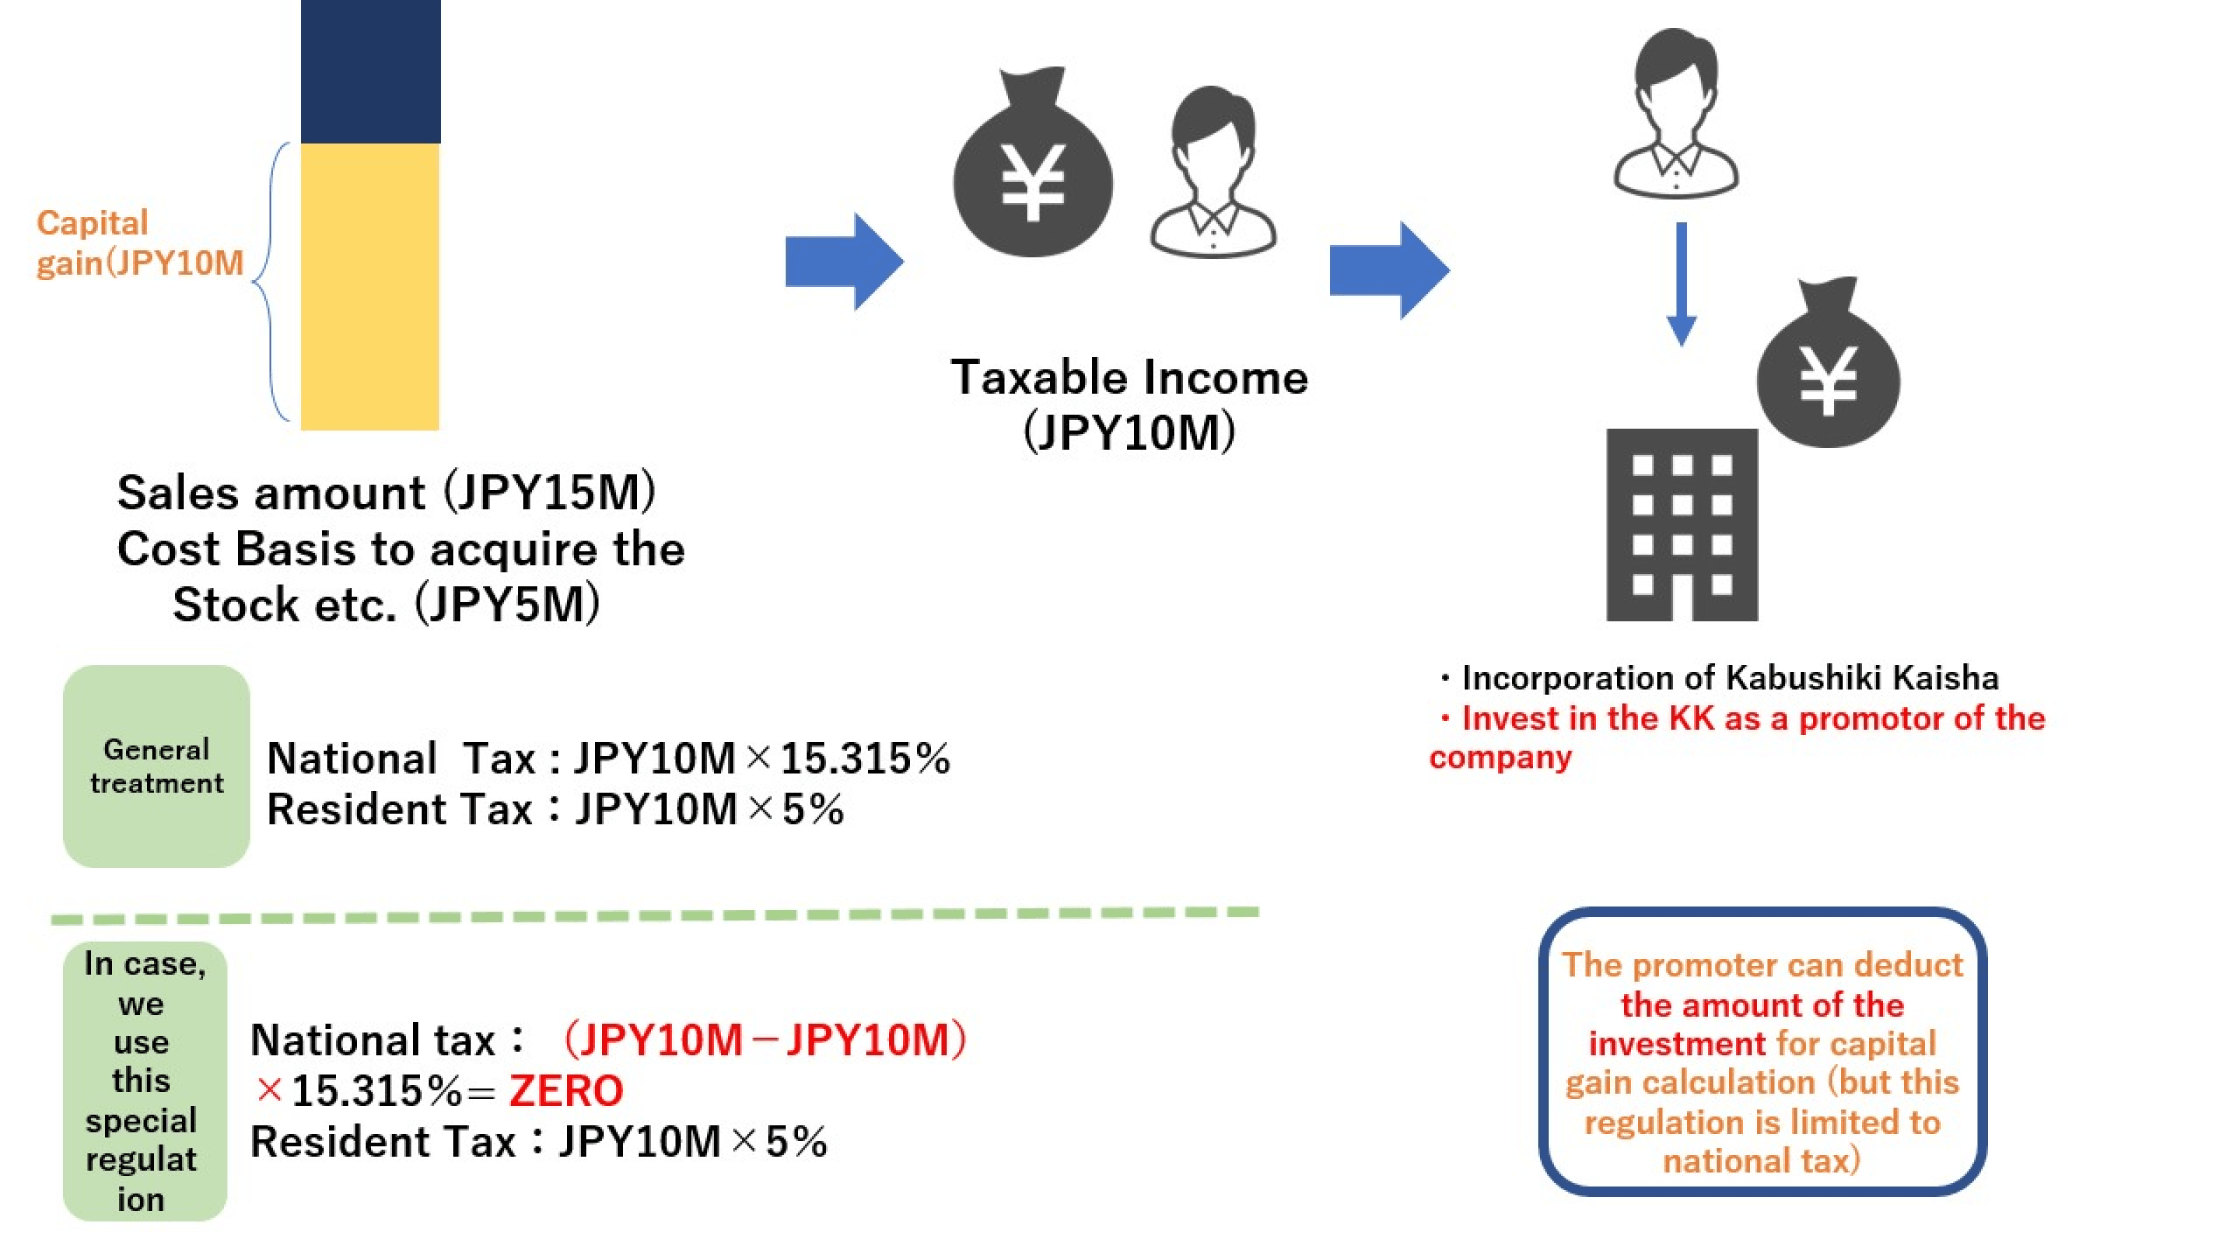 Capital
gain(JPY10M
¥
¥
Taxable Income
(JPY10M)
Sales amount (JPY15M)
Cost Basis to acquire the
Stock etc. (JPY5M)
・Incorporation of Kabushiki Kaisha
・Invest in the KK as a promotor of the
company
General
treatment
National  Tax : JPY10M×15.315%
Resident Tax：JPY10M×5%
In case,
we
use
this
special
regulat
ion
National tax： （JPY10M－JPY10M）
×15.315%= ZERO
Resident Tax：JPY10M×5%
The promoter can deduct
the amount of the
investment for capital
gain calculation (but this
regulation is limited to
national tax)